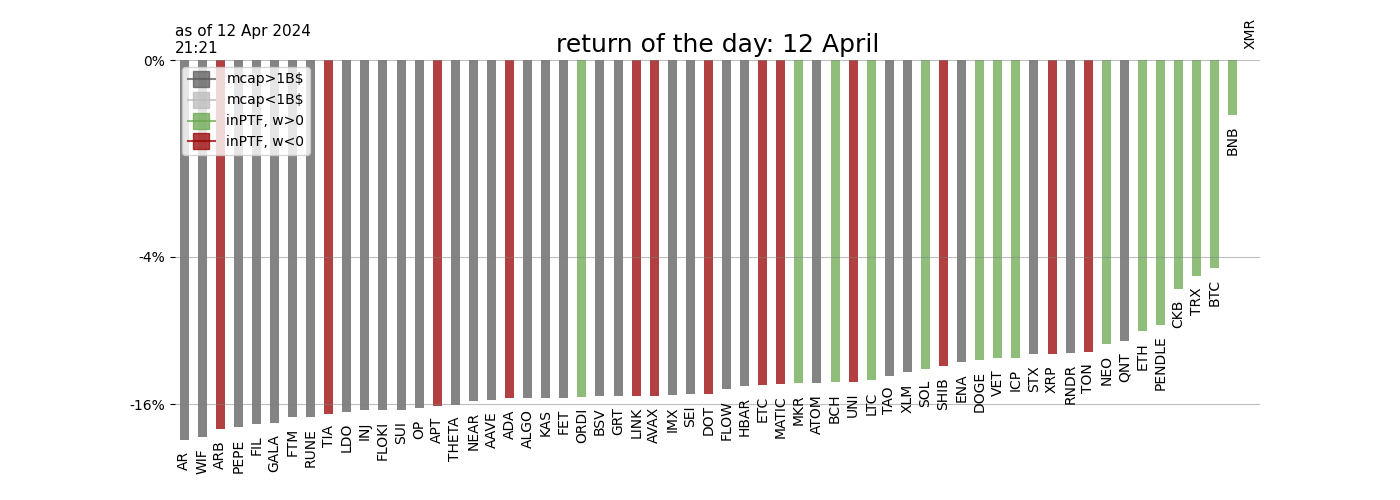 as of 12 Apr 2024
21:21
return of the day: 12 April
XMR
0%
mcap>1B$
mcap<1B$
inPTF, w>0
inPTF, w<0
BNB
-4%
-16%
AR
WIF
ARB
PEPE
FIL
GALA
FTM
RUNE
TIA
LDO
INJ
FLOKI
SUI
OP
APT
THETA
NEAR
AAVE
ADA
ALGO
KAS
FET
ORDI
BSV
GRT
LINK
AVAX
IMX
SEI
DOT
FLOW
HBAR
ETC
MATIC
MKR
ATOM
BCH
UNI
LTC
TAO
XLM
SOL
SHIB
ENA
DOGE
VET
ICP
STX
XRP
RNDR
TON
NEO
QNT
ETH
PENDLE
CKB
TRX
BTC